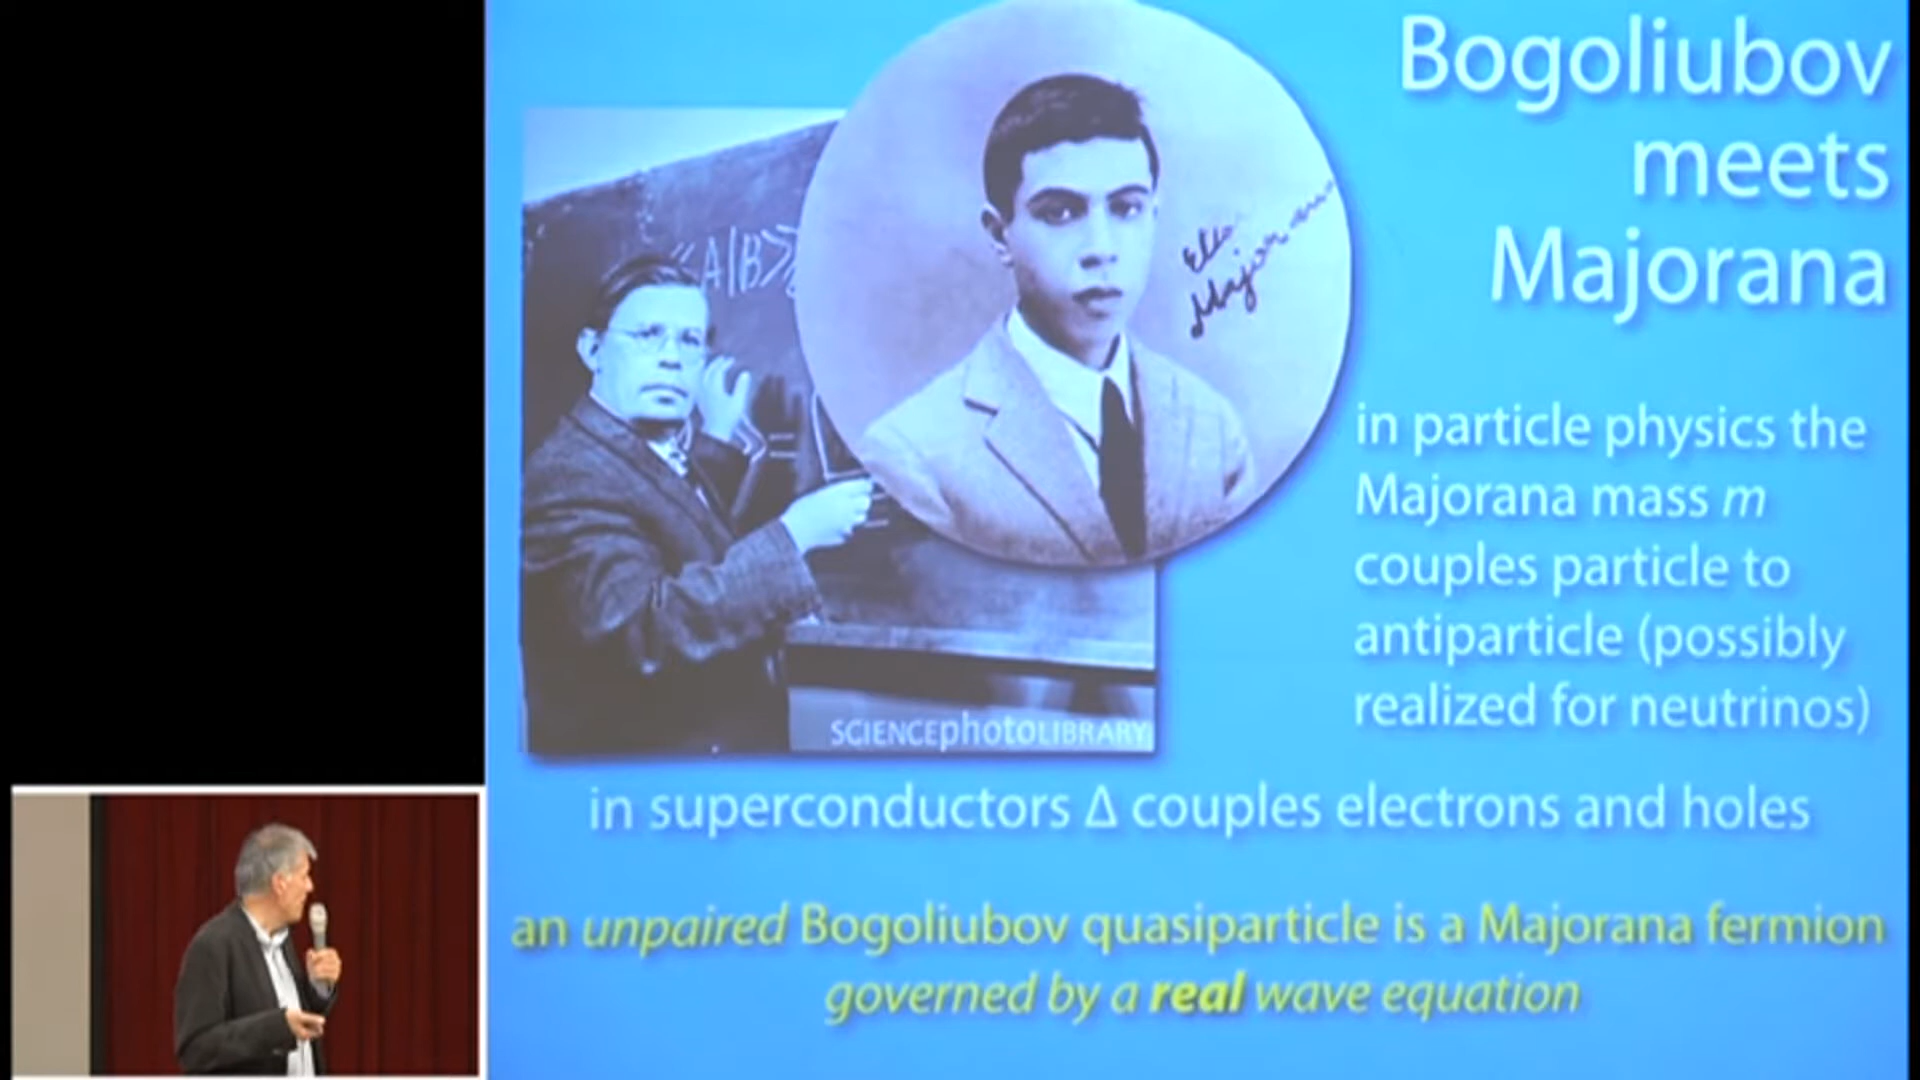 Bogoliubov
meets
Majorana
"A|B>
Majorana
in particle physics the
Majorana mass m
couples particle to
antiparticle (possibly
realized for neutrinos)
SCIENCEphotoLIBRARY
in superconductors Δ couples electrons and holes
an unpaired Bogoliubov quasiparticle is a Majorana fermion
governed by a real wave equation